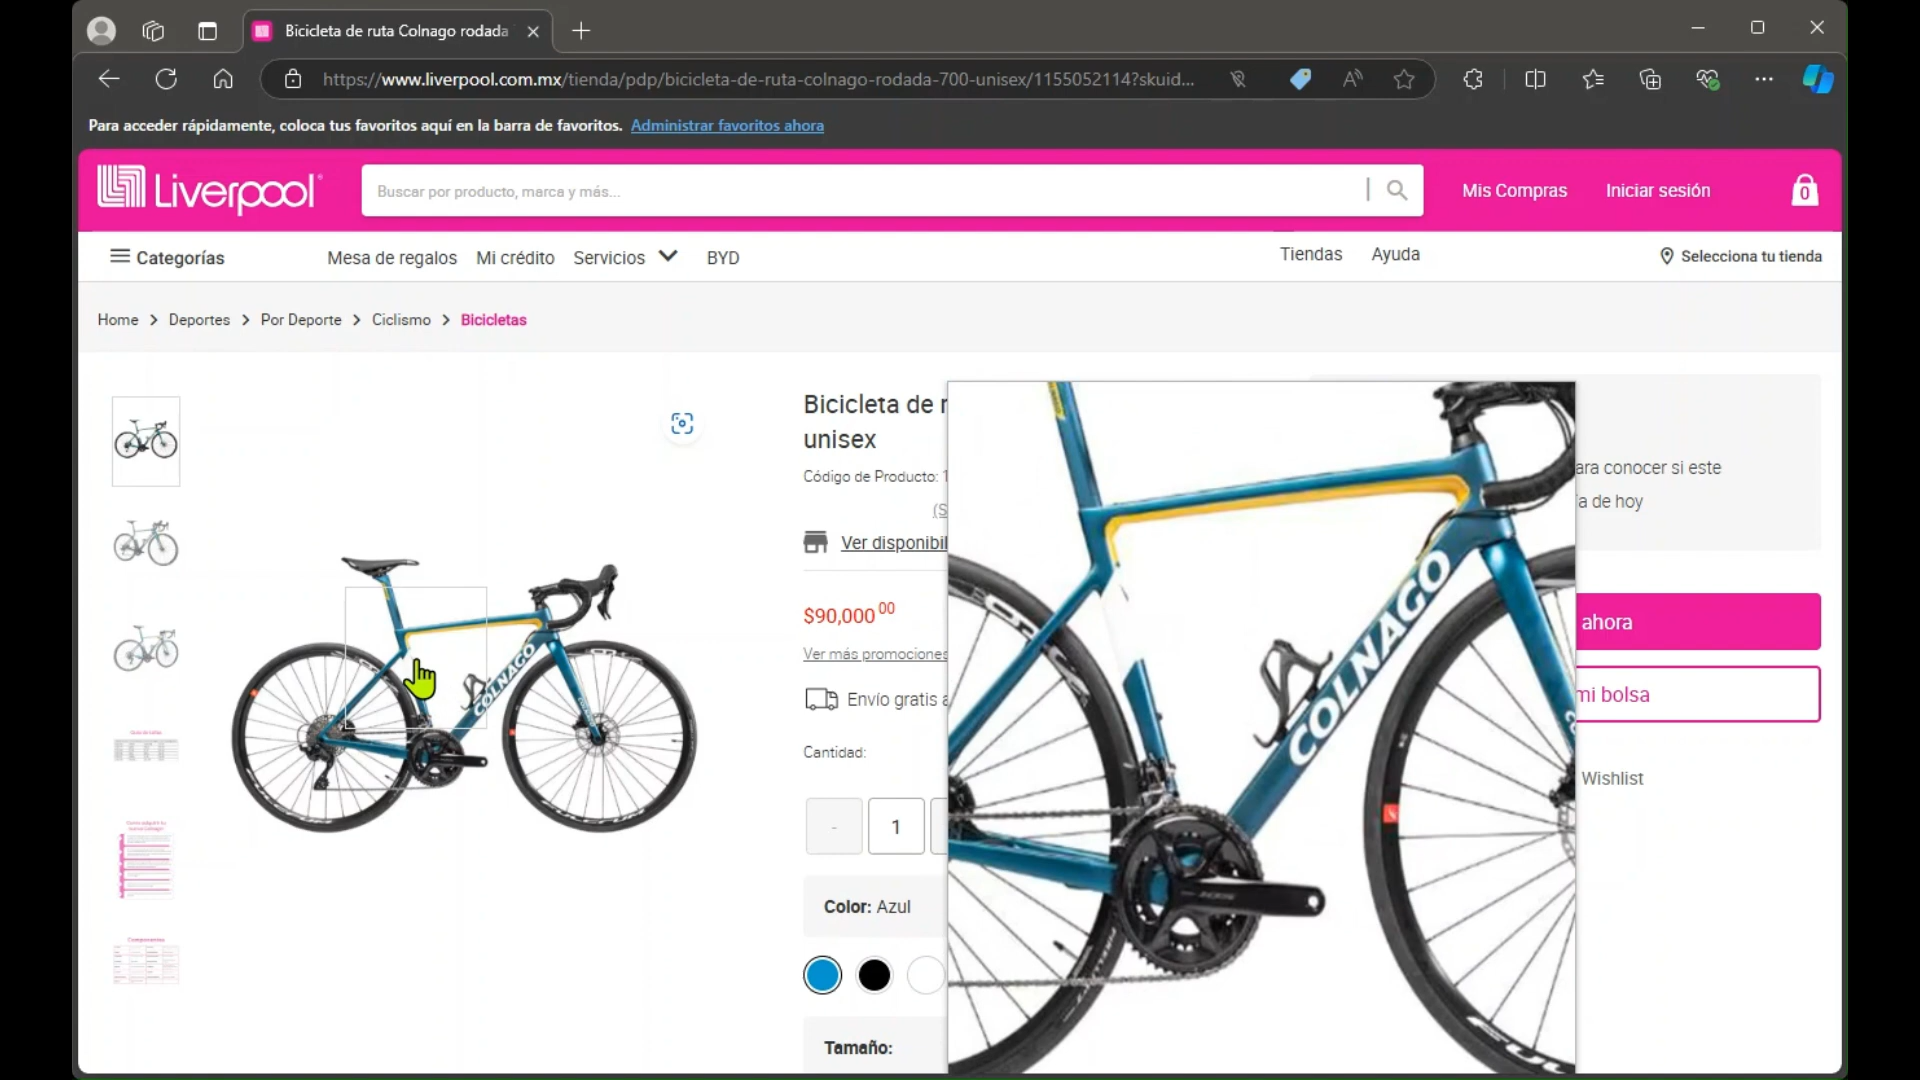 Bicicleta de ruta Colnago rodada
https://www.liverpool.com.mx/tienda/pdp/bicicleta-de-ruta-colnago-rodada-700-unisex/1155052114?skuid...
Para acceder rápidamente, coloca tus favoritos aquí en la barra de favoritos. Administrar favoritos ahora
Liverpool
Buscar por producto, marca y más...
Mis Compras
Iniciar sesión
0
Categorías
Mesa de regalos
Mi crédito
Servicios
BYD
Tiendas
Ayuda
Selecciona tu tienda
Home > Deportes > Por Deporte > Ciclismo > Bicicletas
Bicicleta de
unisex
Código de Producto:
(S
Ver disponibil
$90,000.00
Ver más promociones
Envío gratis a
Cantidad:
-
1
Color: Azul
Tamaño:
COLNAGO
COLNAGO
ara conocer si este
a de hoy
ahora
mi bolsa
Wishlist
Guía de tallas
Componentes